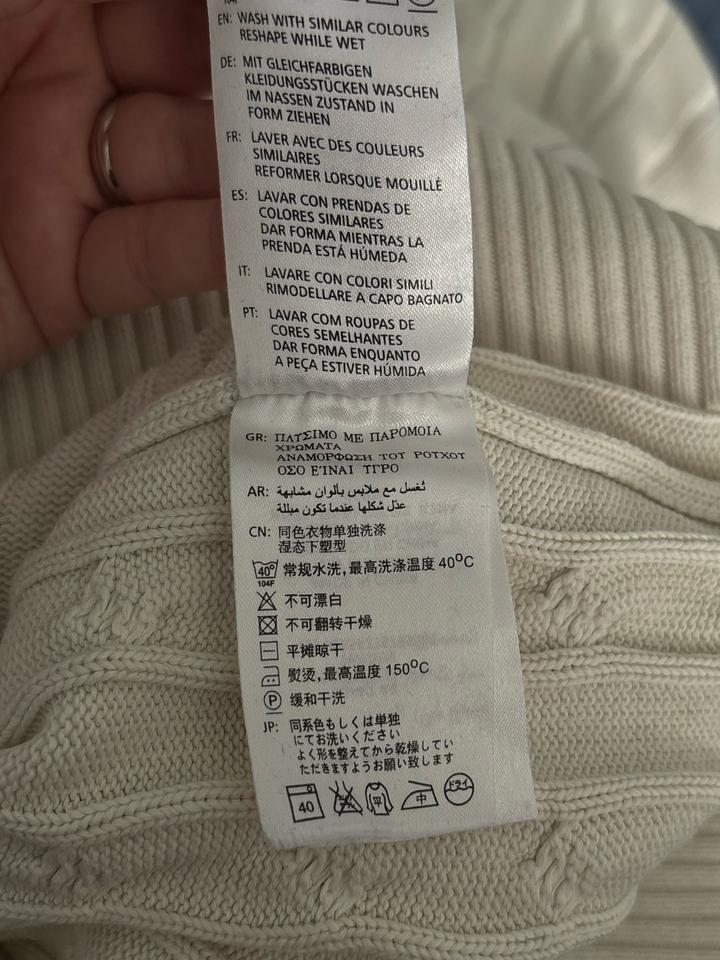 EN: WASH WITH SIMILAR COLOURS
RESHAPE WHILE WET
DE: MIT GLEICHFARBIGEN
KLEIDUNGSSTÜCKEN WASCHEN
IM NASSEN ZUSTAND IN
FORM ZIEHEN
FR: LAVER AVEC DES COULEURS
SIMILAIRES
REFORMER LORSQUE MOUILLÉ
ES: LAVAR CON PRENDAS DE
COLORES SIMILARES
DAR FORMA MIENTRAS LA
PRENDA ESTÁ HÚMEDA
IT: LAVARE CON COLORI SIMILI
RIMODELLARE A CAPO BAGNATO
PT: LAVAR COM ROUPAS DE
CORES SEMELHANTES
DAR FORMA ENQUANTO
A PEÇA ESTIVER HÚMIDA
GR: ΠΛΤΣΙΜΟ ΜΕ ΠΑΡΟΜΟΙΑ
ΧΡΩΜΑΤΑ
ΑΝΑΜΟΡΦΩΣΗ ΤΟΤ ΡΟΤΧΟΤ
ΟΣΟ Ε'ΙΝΑΙ ΤΓΡΟ
AR: تُغسل مع ملابس بألوان مشابهة
عدّل شكلها عندما تكون مبللة
CN: 同色衣物单独洗涤
湿态下塑型
40° 常规水洗,最高洗涤温度 40°C
104F
不可漂白
不可翻转干燥
平摊晾干
熨烫,最高温度 150°C
P 缓和干洗
JP: 同系色もしくは単独
にてお洗いください
よく形を整えてから乾燥してい
ただきますようお願い致します
40 平 中 ドライ